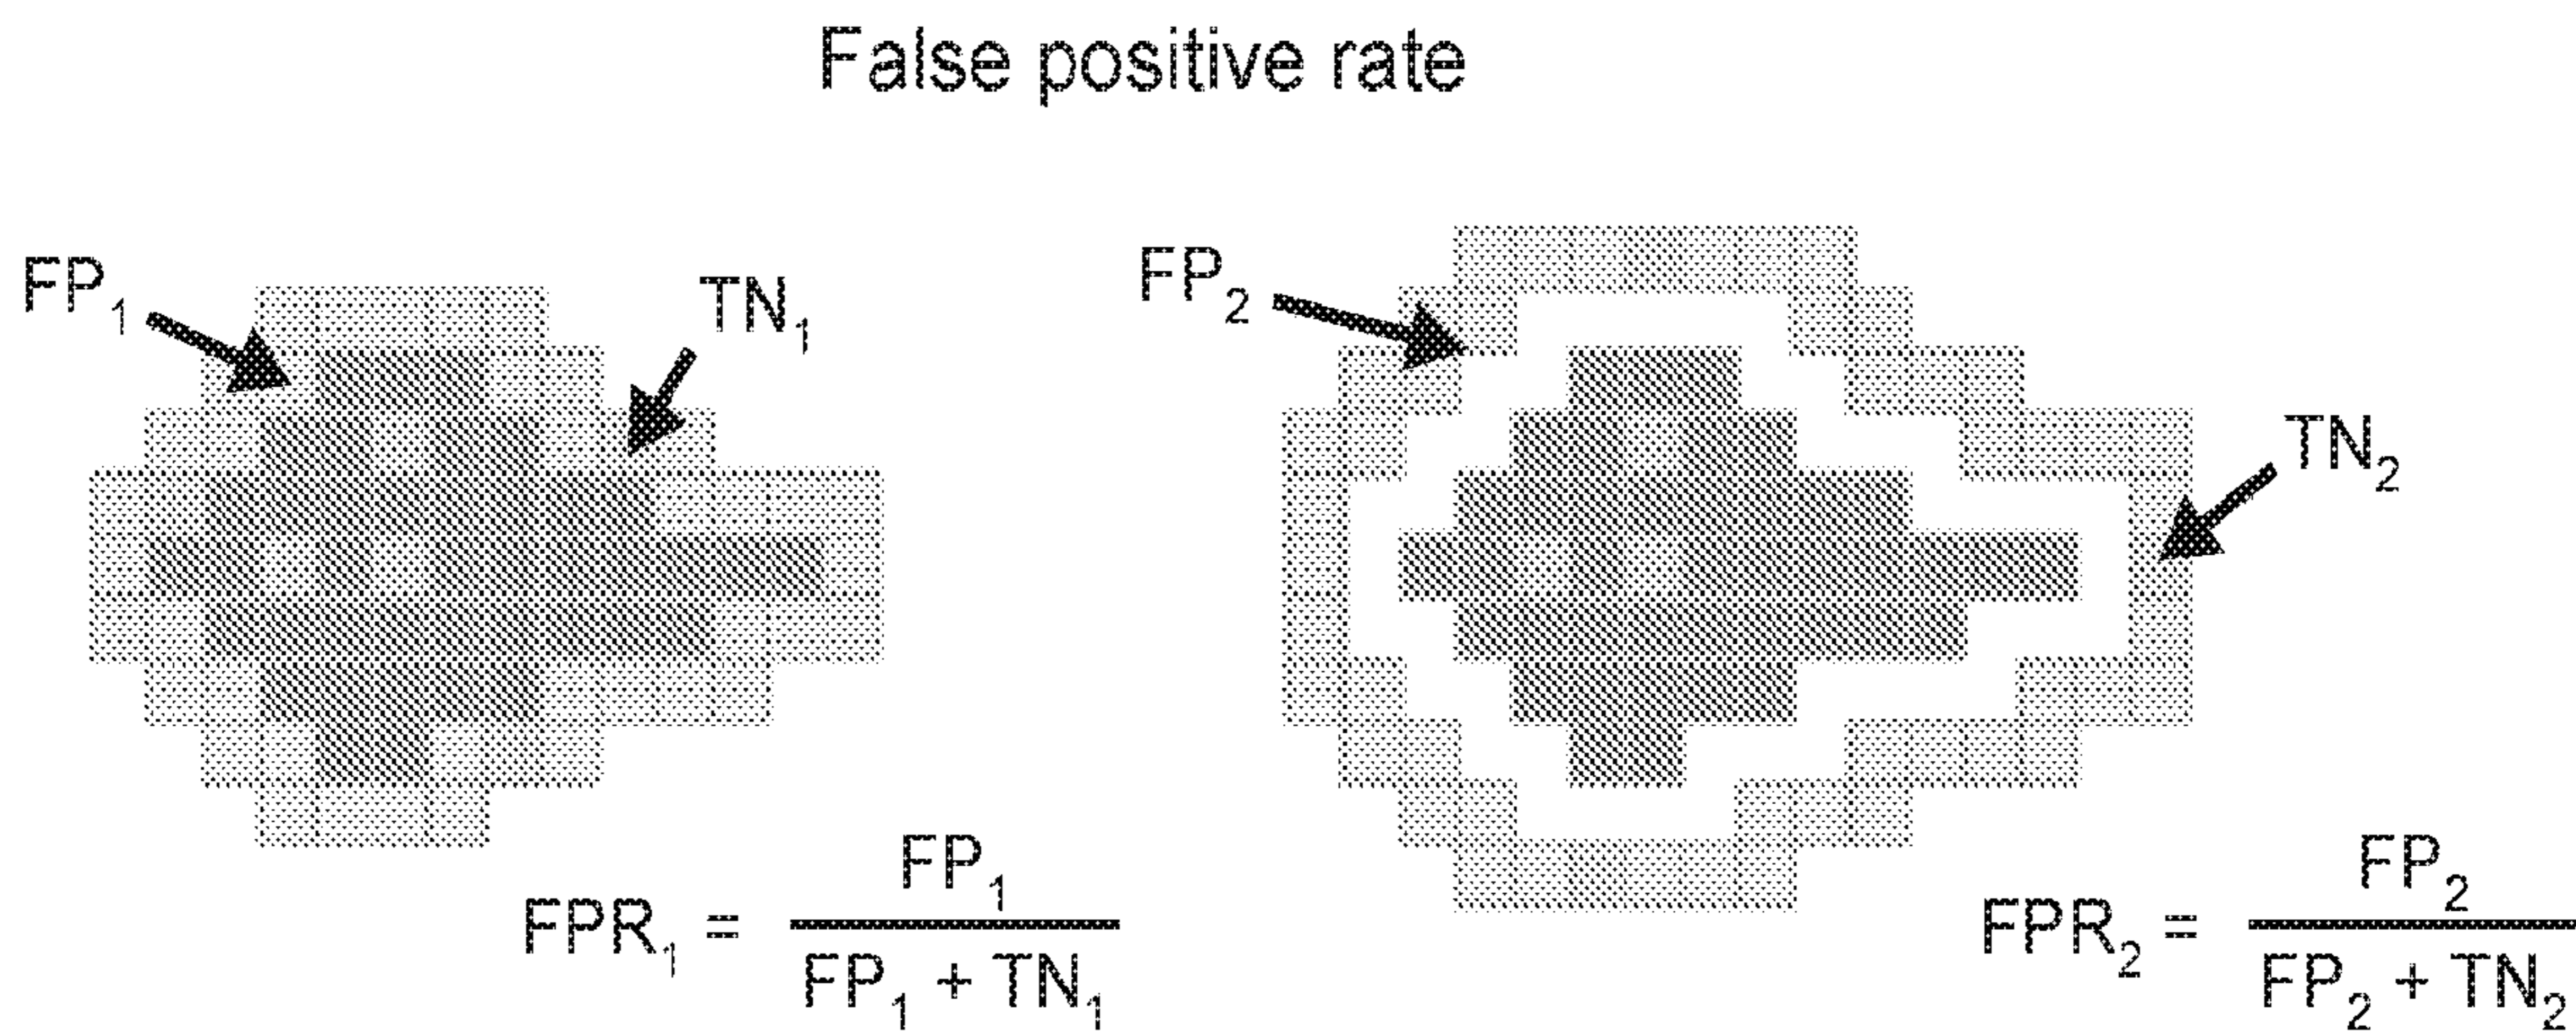 False positive rate
FP₁
TN₁
FP₂
TN₂
FPR₁ = FP₁ / (FP₁ + TN₁)
FPR₂ = FP₂ / (FP₂ + TN₂)